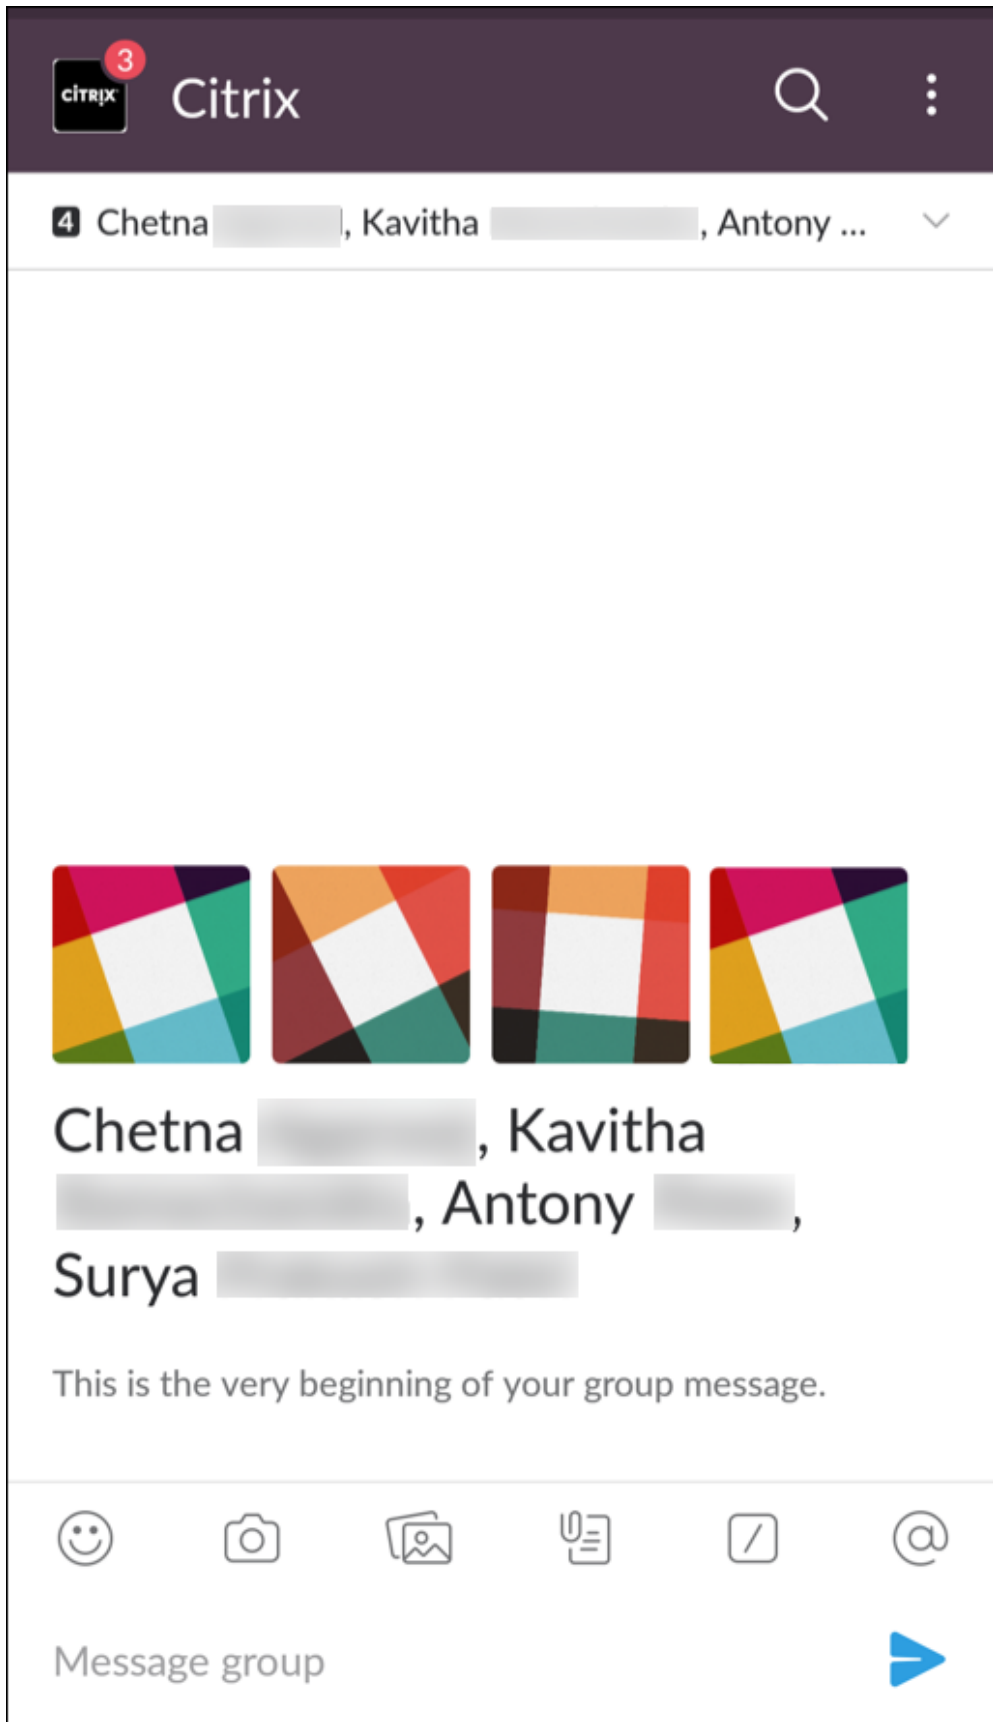 3
CITRIX
Citrix
4 Chetna , Kavitha , Antony ...
Chetna , Kavitha
, Antony ,
Surya
This is the very beginning of your group message.
Message group